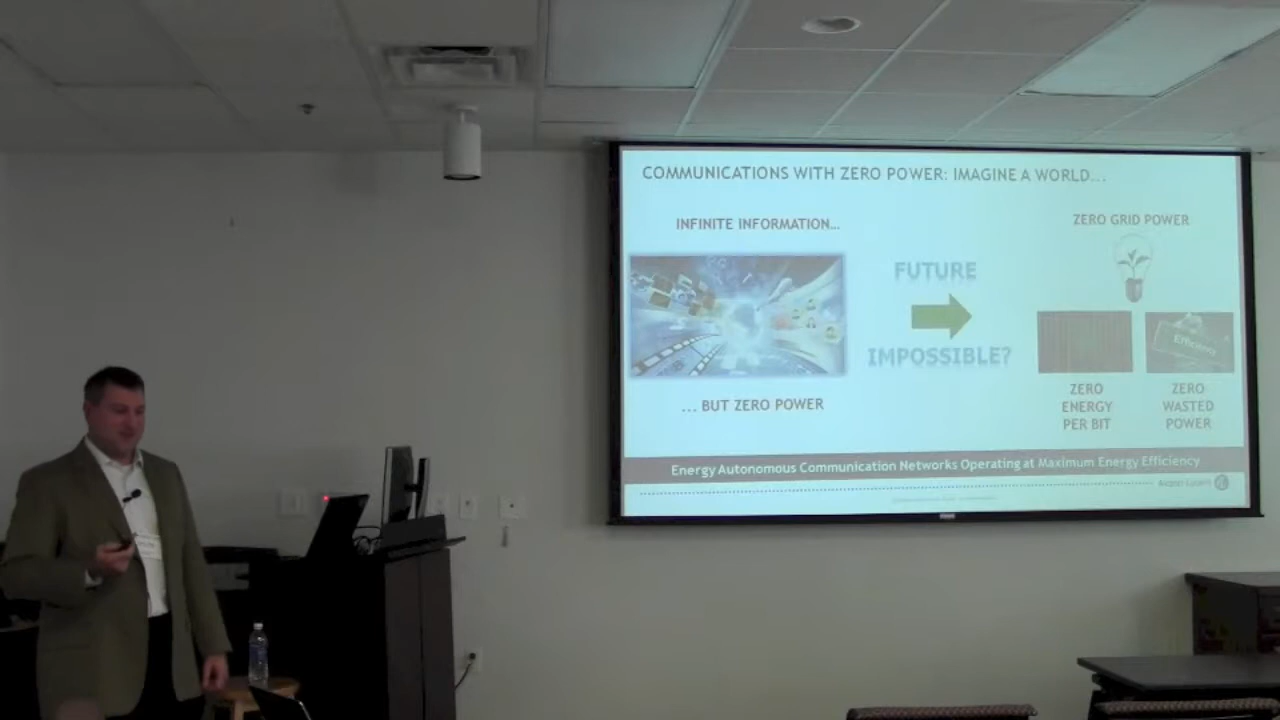 COMMUNICATIONS WITH ZERO POWER: IMAGINE A WORLD...
INFINITE INFORMATION...
... BUT ZERO POWER
FUTURE
IMPOSSIBLE?
ZERO GRID POWER
Efficiency
ZERO
ENERGY
PER BIT
ZERO
WASTED
POWER
Energy Autonomous Communication Networks Operating at Maximum Energy Efficiency
Alcatel-Lucent